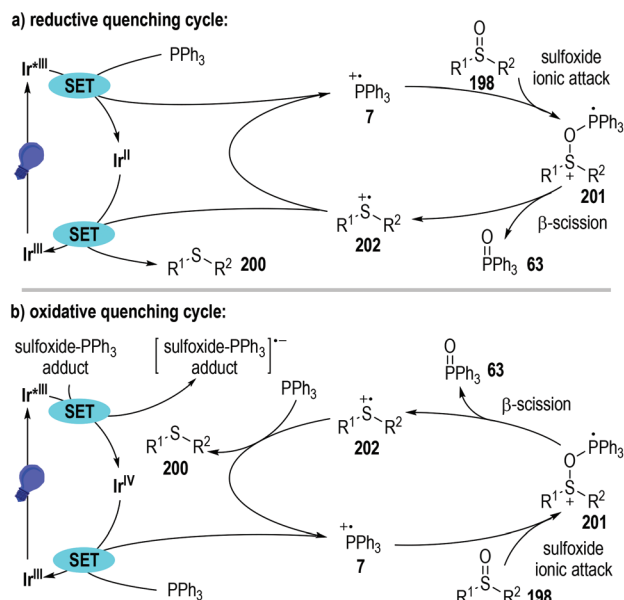 a) reductive quenching cycle:
Ir*III
SET
PPh3
+•
PPh3
7
O
S
R1 R2
198
sulfoxide
ionic attack
•
PPh3
O
S
R1 + R2
201
IrII
β-scission
+•
S
R1 R2
202
O
PPh3 63
SET
IrIII
S
R1 R2 200
b) oxidative quenching cycle:
sulfoxide-PPh3
adduct
[ sulfoxide-PPh3
adduct ]•−
Ir*III
SET
PPh3
O
PPh3 63
+•
S
R1 R2
202
β-scission
S
R1 R2
200
•
PPh3
O
S
R1 + R2
201
IrIV
SET
IrIII
PPh3
+•
PPh3
7
sulfoxide
ionic attack
O
S
R1 R2 198